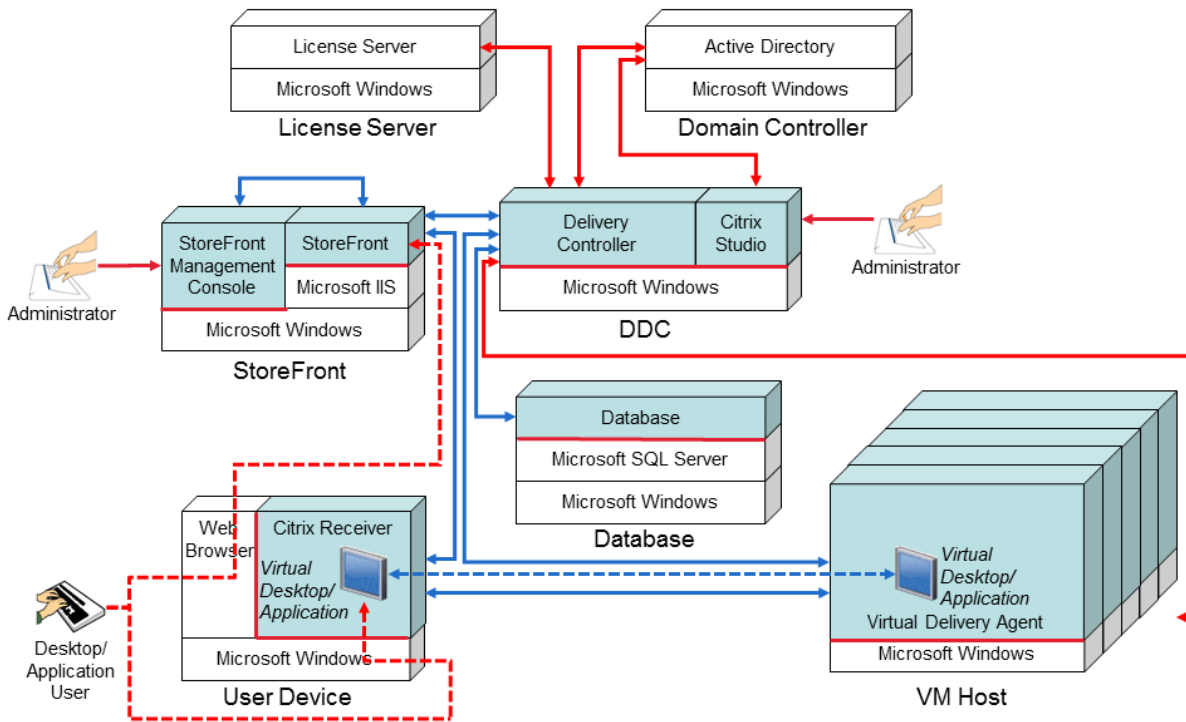 License Server
Microsoft Windows
License Server
Active Directory
Microsoft Windows
Domain Controller
StoreFront
Management
Console
StoreFront
Microsoft IIS
Microsoft Windows
StoreFront
Administrator
Delivery
Controller
Citrix
Studio
Microsoft Windows
DDC
Administrator
Database
Microsoft SQL Server
Microsoft Windows
Database
Web
Browser
Citrix Receiver
Virtual
Desktop/
Application
Microsoft Windows
User Device
Desktop/
Application
User
Virtual
Desktop/
Application
Virtual Delivery Agent
Microsoft Windows
VM Host